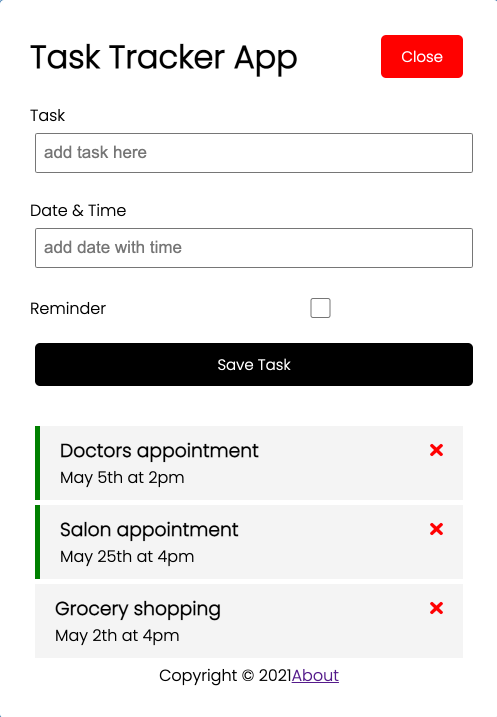 Task Tracker App
Close
Task
add task here
Date & Time
add date with time
Reminder
Save Task
Doctors appointment
May 5th at 2pm
Salon appointment
May 25th at 4pm
Grocery shopping
May 2th at 4pm
Copyright © 2021About